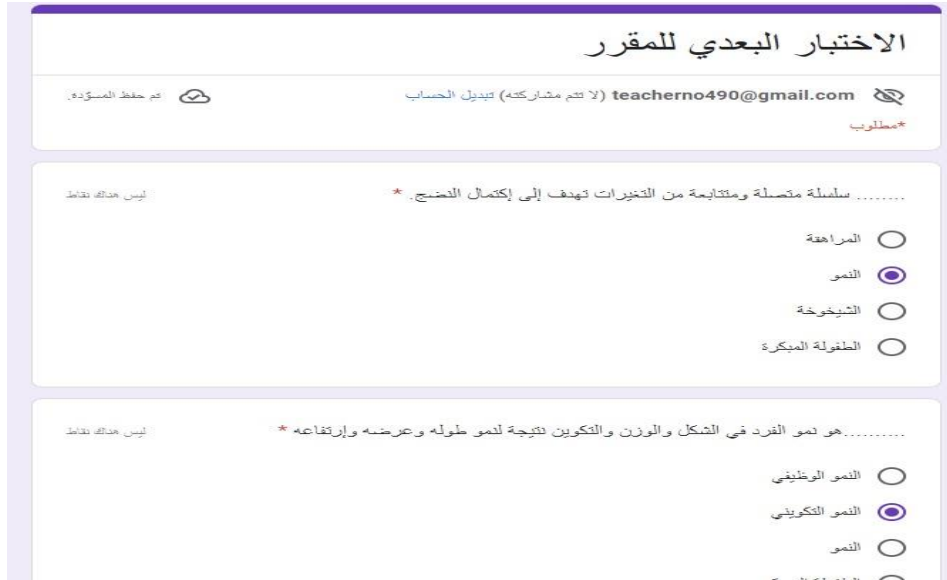 الاختبار البعدي للمقرر
teacherno490@gmail.com (لا تتم مشاركته) تبديل الحساب
تم حفظ المسوّدة.
*مطلوب
........ سلسلة متصلة ومتتابعة من التغيرات تهدف إلى إكتمال النضج. *
ليس هناك نقاط
المراهقة
النمو
الشيخوخة
الطفولة المبكرة
..........هو نمو الفرد في الشكل والوزن والتكوين نتيجة لنمو طوله وعرضه وإرتفاعه *
ليس هناك نقاط
النمو الوظيفي
النمو التكويني
النمو